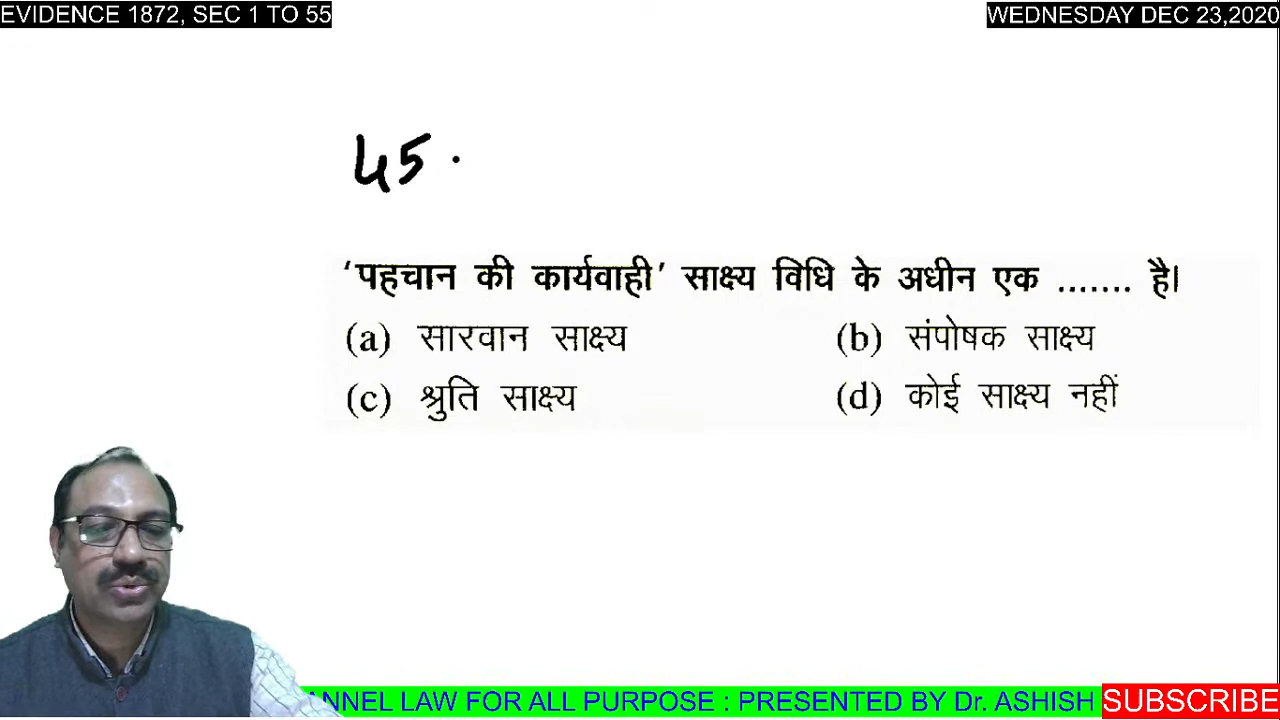 EVIDENCE 1872, SEC 1 TO 55
WEDNESDAY DEC 23,2020
45.
'पहचान की कार्यवाही' साक्ष्य विधि के अधीन एक ....... है।
(a) सारवान साक्ष्य (b) संपोषक साक्ष्य
(c) श्रुति साक्ष्य (d) कोई साक्ष्य नहीं
ANNEL LAW FOR ALL PURPOSE : PRESENTED BY Dr. ASHISH
SUBSCRIBE